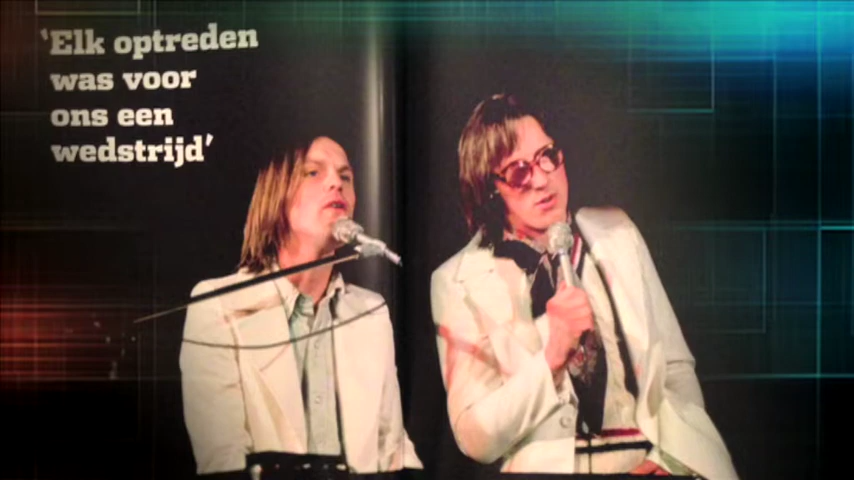 ‘Elk optreden
was voor
ons een
wedstrijd’